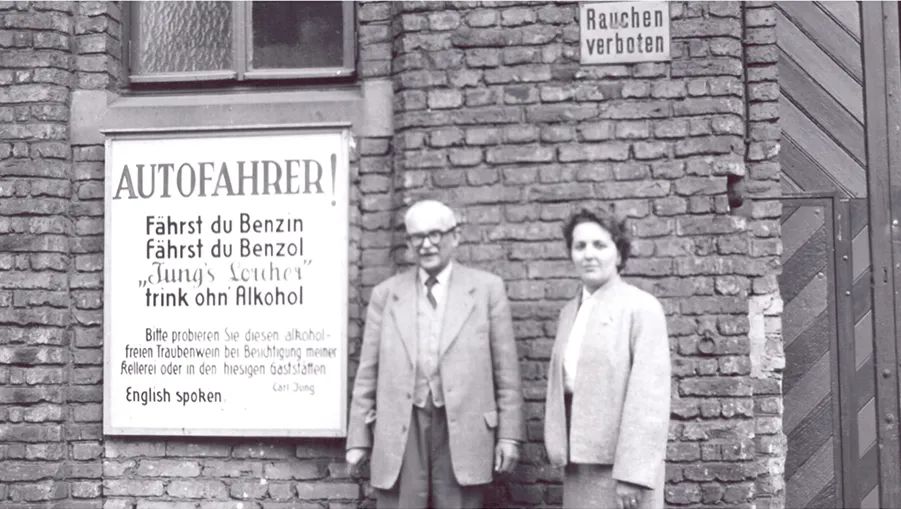 Rauchen
verboten
AUTOFAHRER!
Fährst du Benzin
Fährst du Benzol
„Jung's Lorcher"
trink ohn' Alkohol
Bitte probieren Sie diesen alkohol-
freien Traubenwein bei Besichtigung meiner
Kellerei oder in den hiesigen Gaststätten
Carl Jung
English spoken.